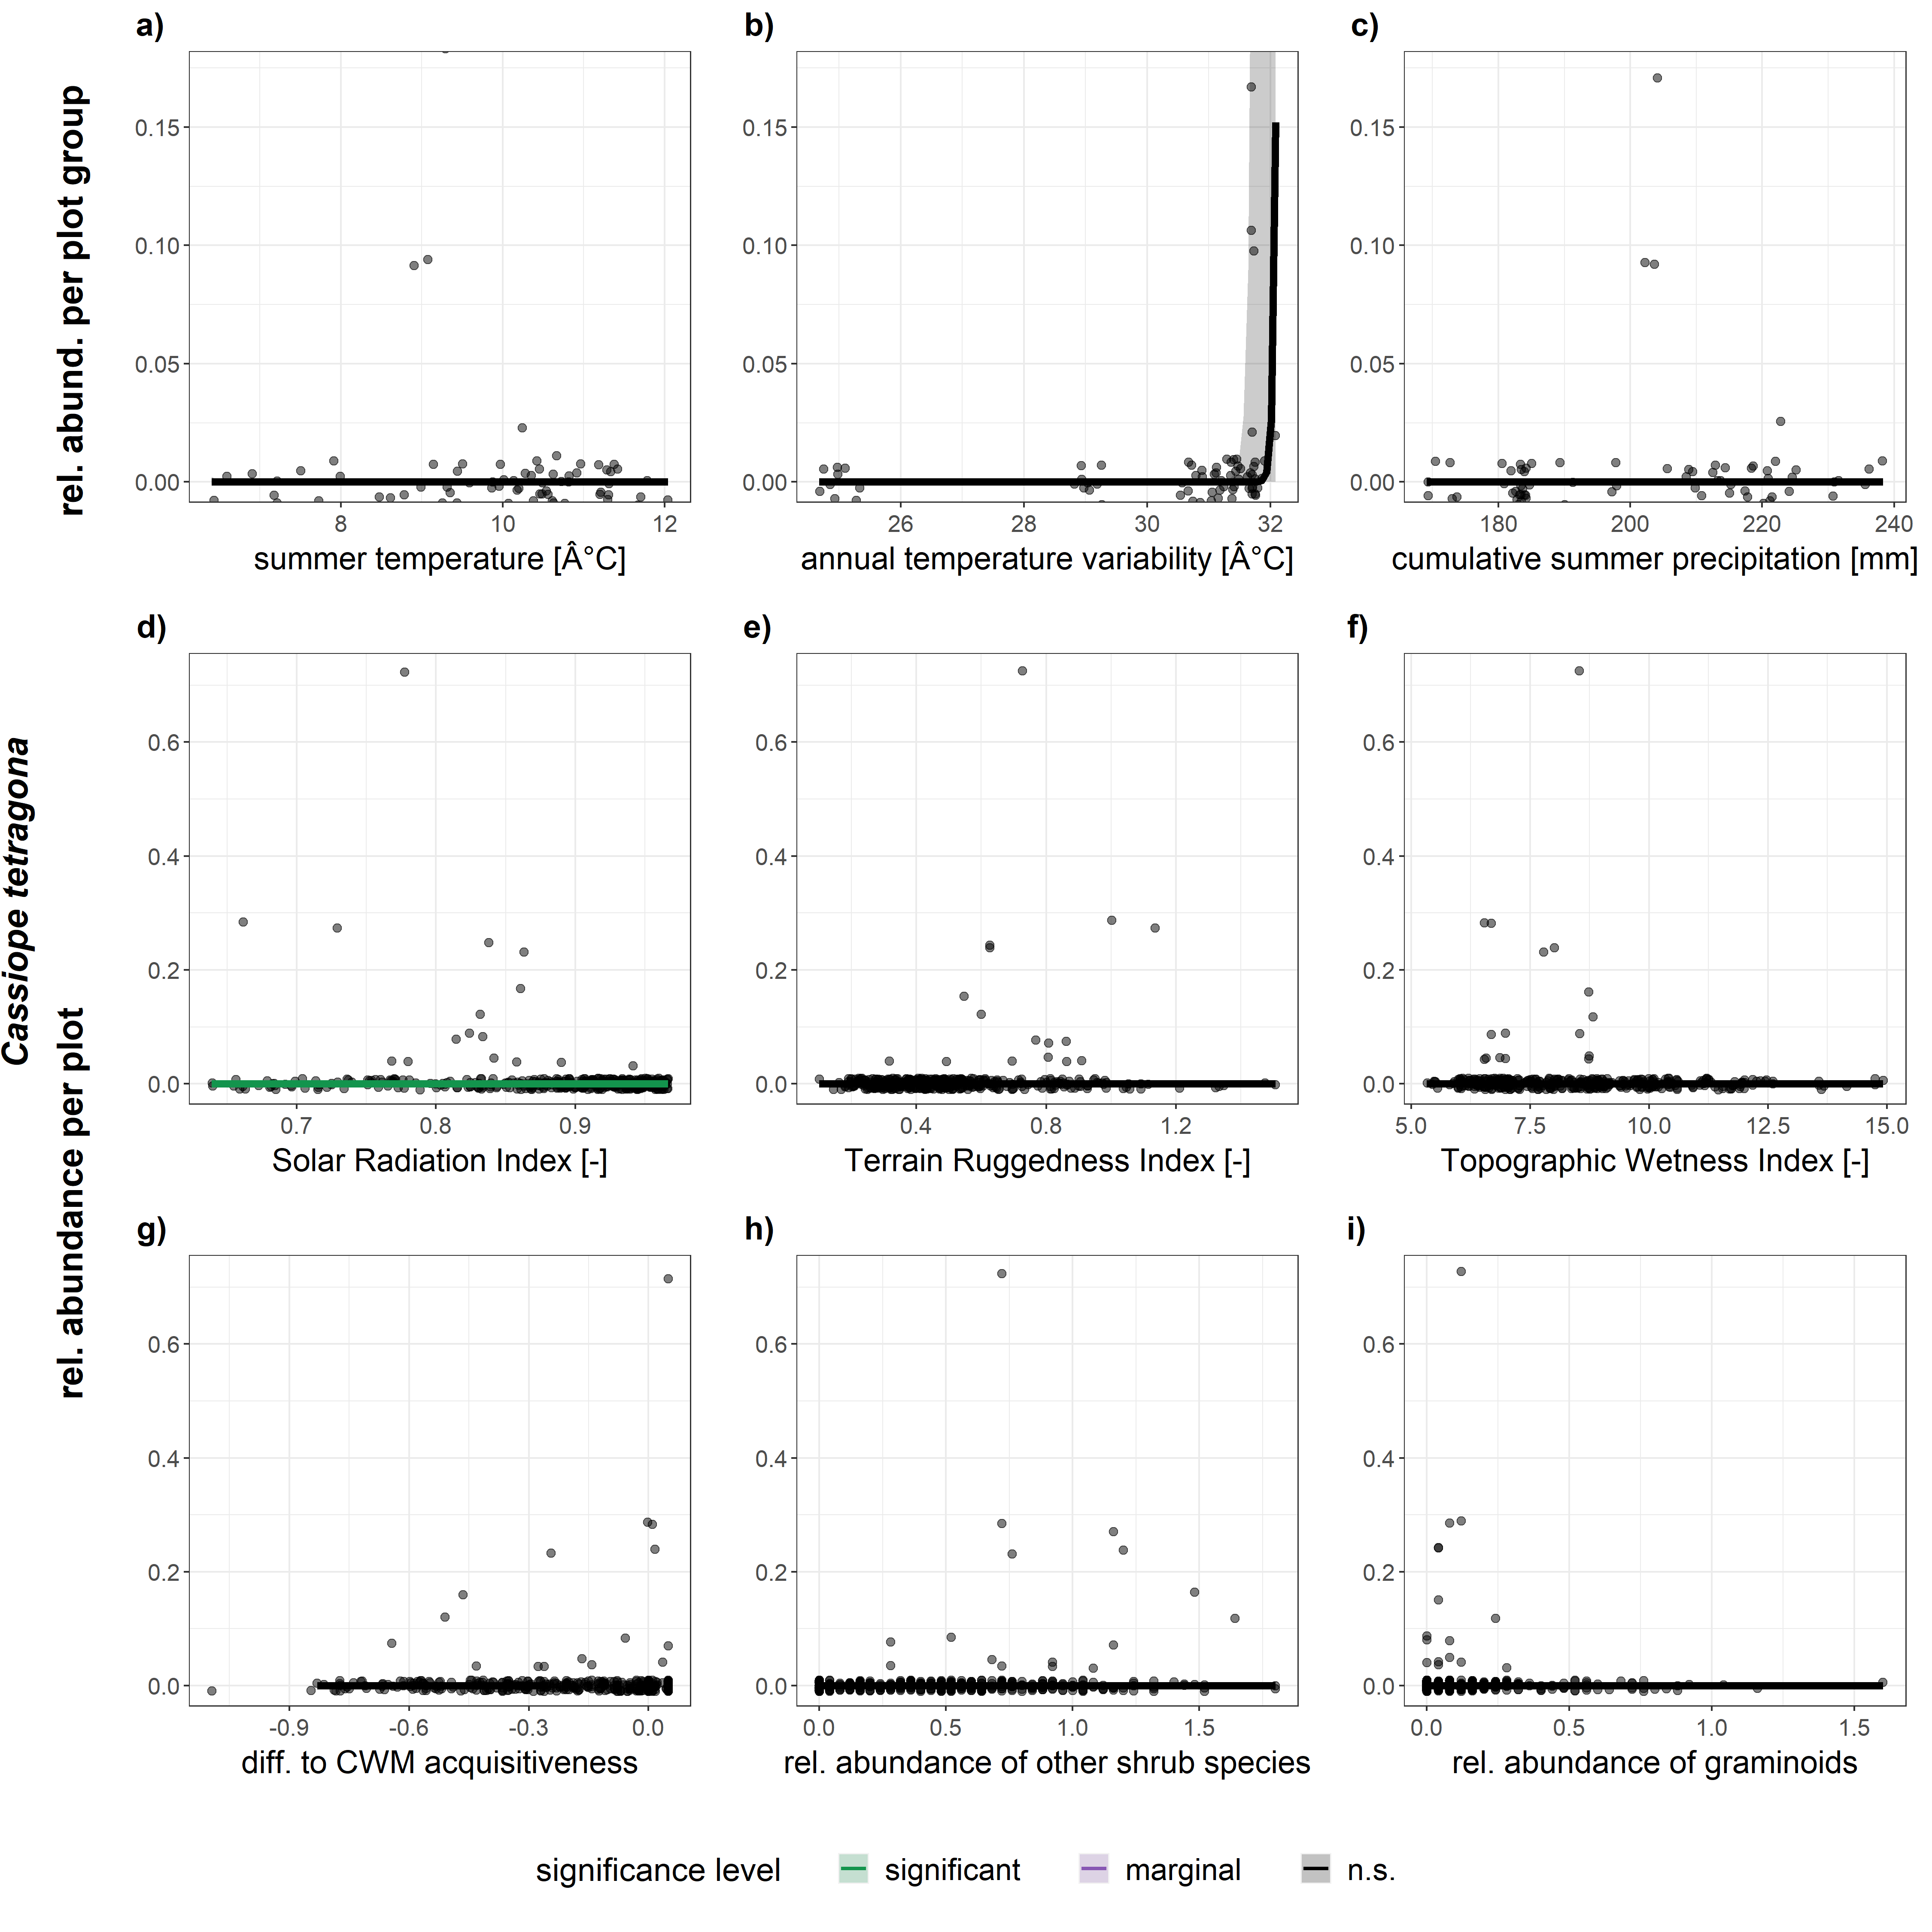 a)
b)
c)
rel. abund. per plot group
0.15
0.10
0.05
0.00
8
10
12
summer temperature [Â°C]
0.15
0.10
0.05
0.00
26
28
30
32
annual temperature variability [Â°C]
0.15
0.10
0.05
0.00
180
200
220
240
cumulative summer precipitation [mm]
Cassiope tetragona
rel. abundance per plot
d)
e)
f)
0.6
0.4
0.2
0.0
0.7
0.8
0.9
Solar Radiation Index [-]
0.6
0.4
0.2
0.0
0.4
0.8
1.2
Terrain Ruggedness Index [-]
0.6
0.4
0.2
0.0
5.0
7.5
10.0
12.5
15.0
Topographic Wetness Index [-]
g)
h)
i)
0.6
0.4
0.2
0.0
-0.9
-0.6
-0.3
0.0
diff. to CWM acquisitiveness
0.6
0.4
0.2
0.0
0.0
0.5
1.0
1.5
rel. abundance of other shrub species
0.6
0.4
0.2
0.0
0.0
0.5
1.0
1.5
rel. abundance of graminoids
significance level
significant
marginal
n.s.